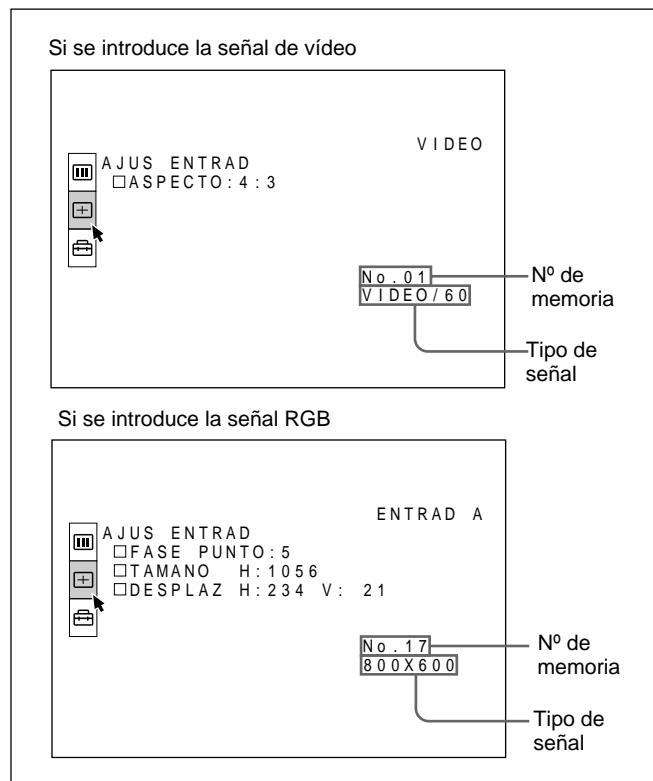 Si se introduce la señal de vídeo
VIDEO
AJUS ENTRAD
□ASPECTO:4:3
No.01
VIDEO/60
Nº de
memoria
Tipo de
señal
Si se introduce la señal RGB
ENTRAD A
AJUS ENTRAD
□FASE PUNTO:5
□TAMANO H:1056
□DESPLAZ H:234 V: 21
No.17
800X600
Nº de
memoria
Tipo de
señal